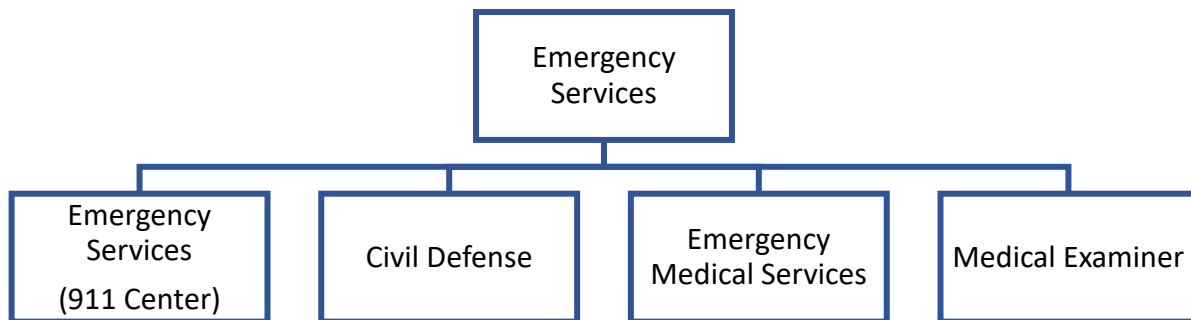 Emergency
Services
Emergency
Services
(911 Center)
Civil Defense
Emergency
Medical Services
Medical Examiner